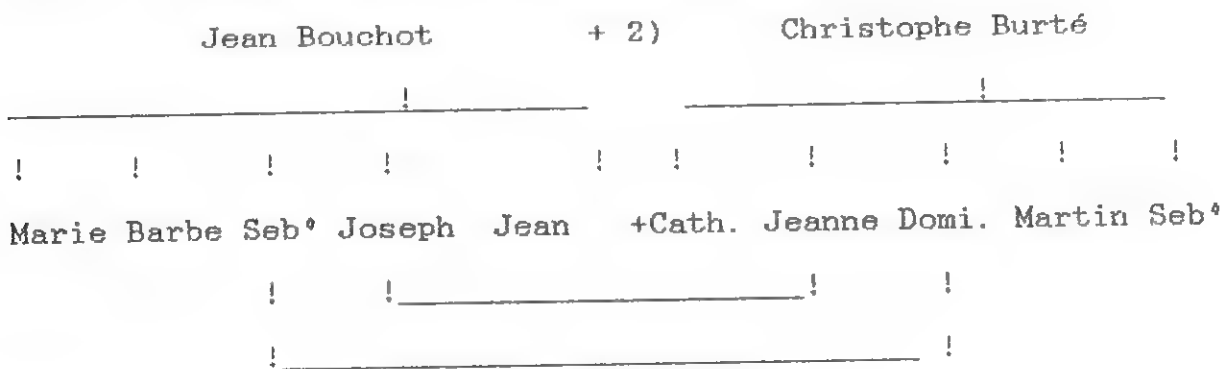 Jean Bouchot + 2) Christophe Burté
! !
! ! ! ! ! ! ! ! ! !
Marie Barbe Seb° Joseph Jean +Cath. Jeanne Domi. Martin Seb°
! ! ! !
! !